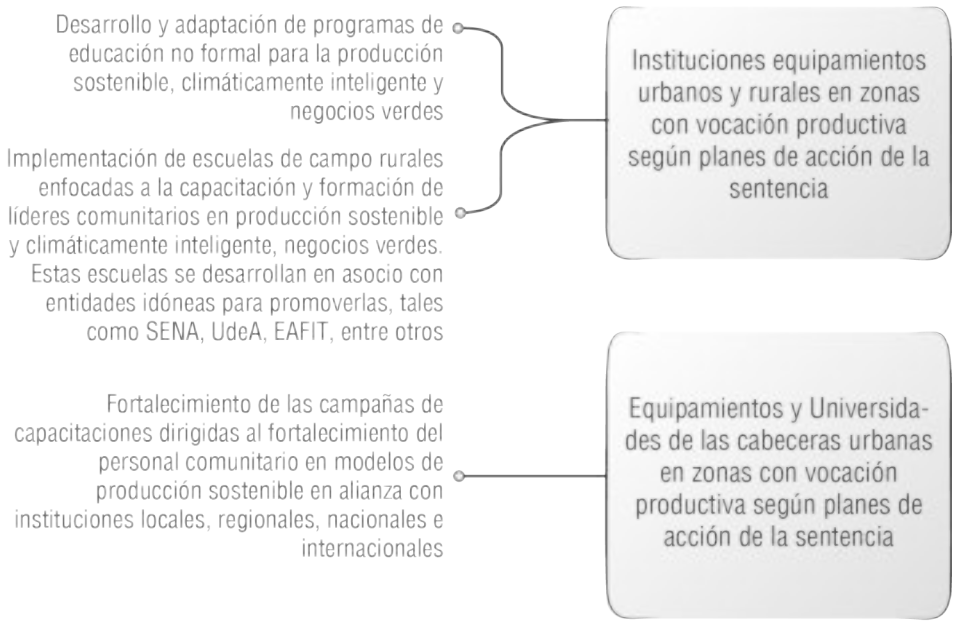 Desarrollo y adaptación de programas de
educación no formal para la producción
sostenible, climáticamente inteligente y
negocios verdes
Implementación de escuelas de campo rurales
enfocadas a la capacitación y formación de
líderes comunitarios en producción sostenible
y climáticamente inteligente, negocios verdes.
Estas escuelas se desarrollan en asocio con
entidades idóneas para promoverlas, tales
como SENA, UdeA, EAFIT, entre otros
Instituciones equipamientos
urbanos y rurales en zonas
con vocación productiva
según planes de acción de la
sentencia
Fortalecimiento de las campañas de
capacitaciones dirigidas al fortalecimiento del
personal comunitario en modelos de
producción sostenible en alianza con
instituciones locales, regionales, nacionales e
internacionales
Equipamientos y Universida-
des de las cabeceras urbanas
en zonas con vocación
productiva según planes de
acción de la sentencia